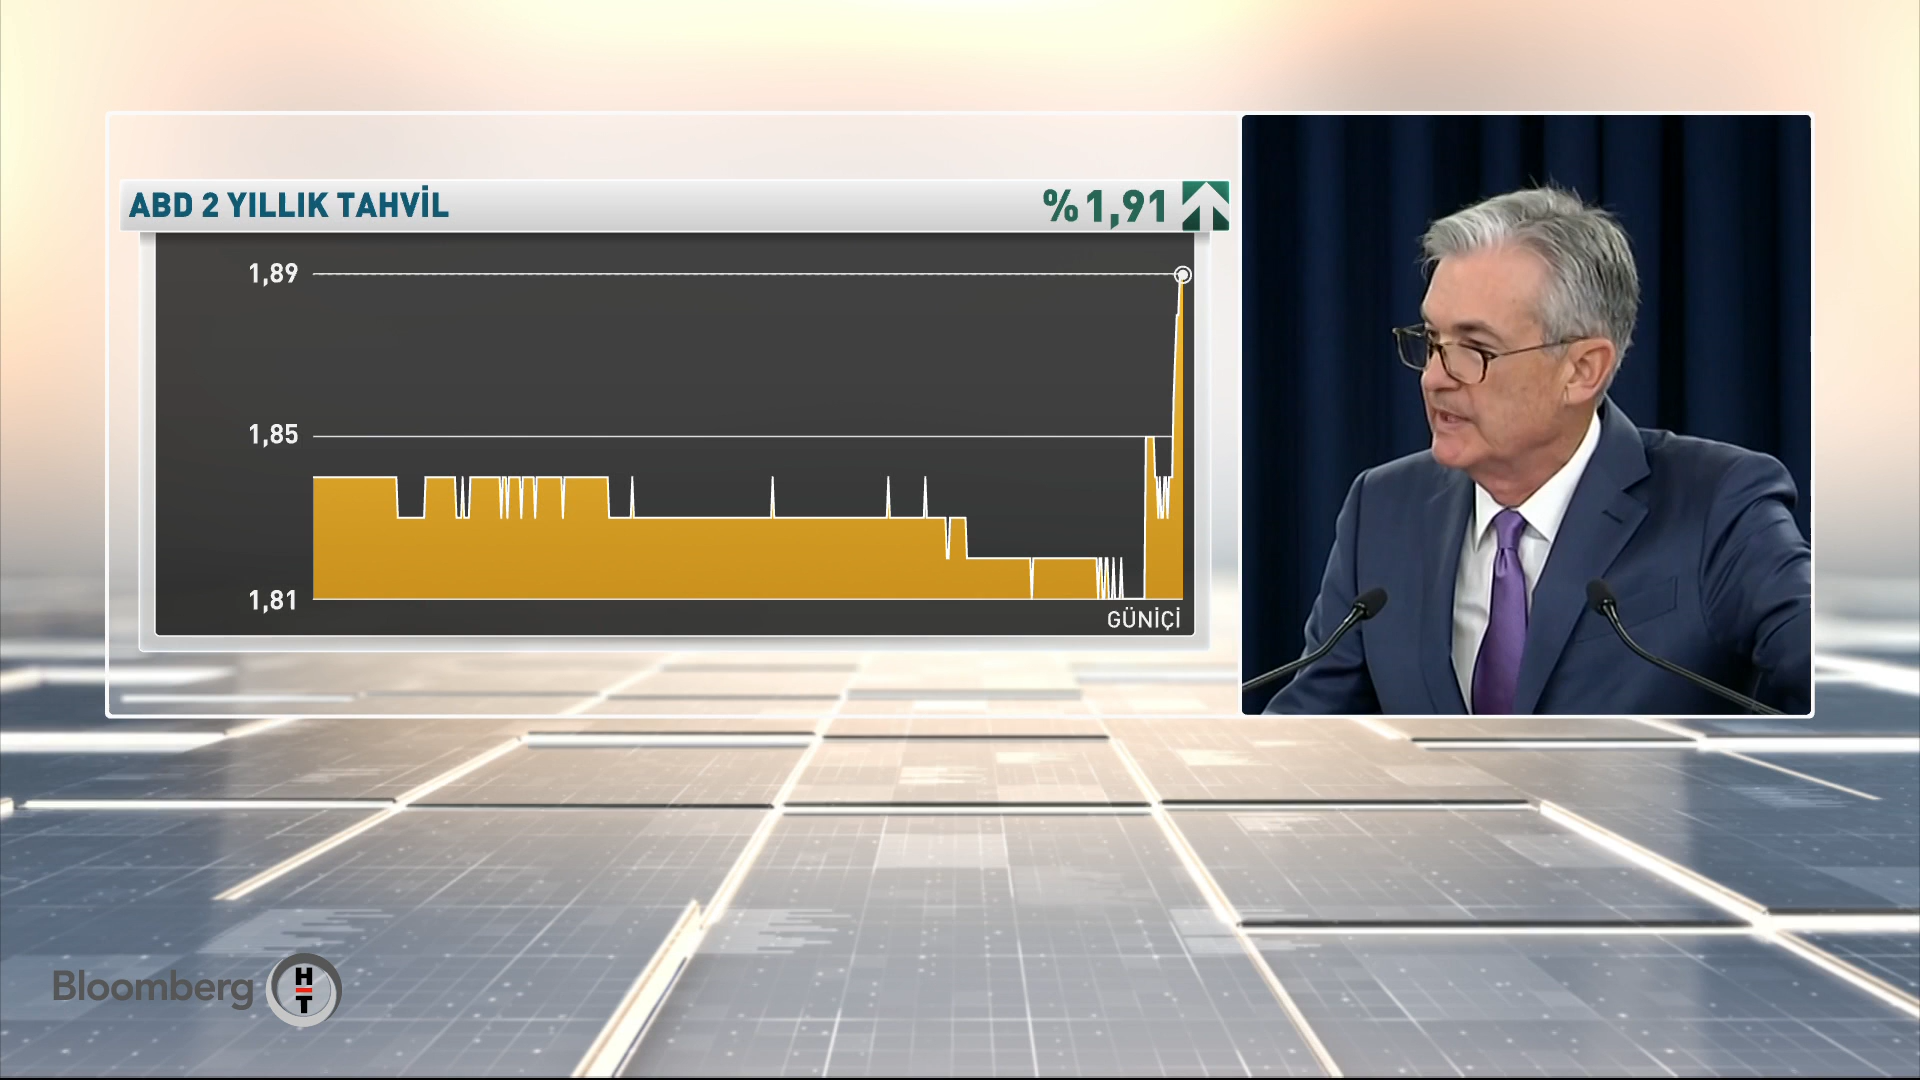 ABD 2 YILLIK TAHVİL
%1,91
1,89
1,85
1,81
GÜNİÇİ
Bloomberg
H
T